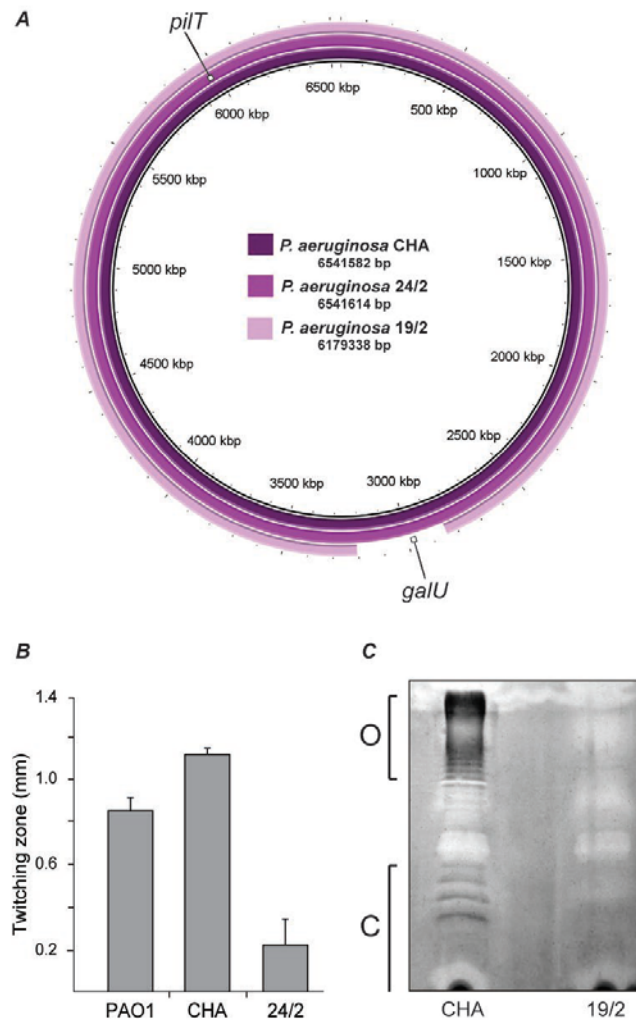 A
pilT
6500 kbp
500 kbp
1000 kbp
1500 kbp
2000 kbp
2500 kbp
3000 kbp
3500 kbp
4000 kbp
4500 kbp
5000 kbp
5500 kbp
6000 kbp
P. aeruginosa CHA
6541582 bp
P. aeruginosa 24/2
6541614 bp
P. aeruginosa 19/2
6179338 bp
galU
B
Twitching zone (mm)
1.4
1.0
0.6
0.2
PAO1 CHA 24/2
C
O
C
CHA 19/2